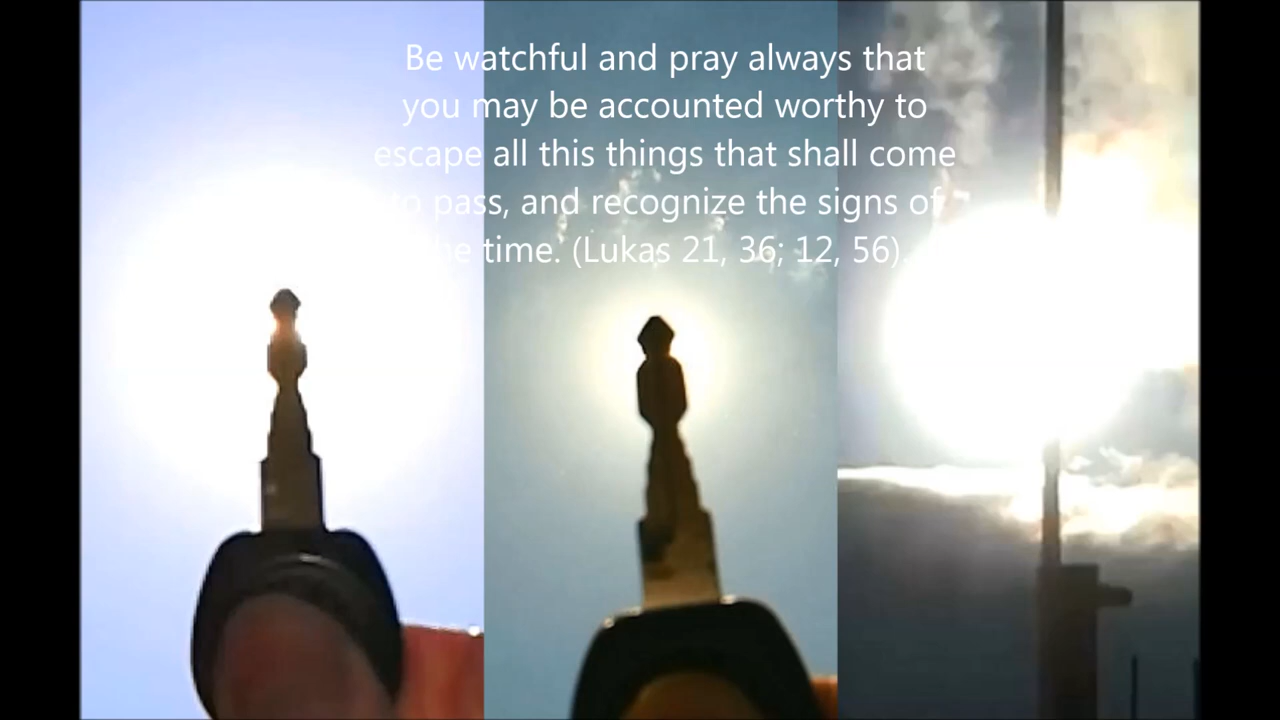 Be watchful and pray always that
you may be accounted worthy to
escape all this things that shall come
to pass, and recognize the signs of
the time. (Lukas 21, 36; 12, 56).